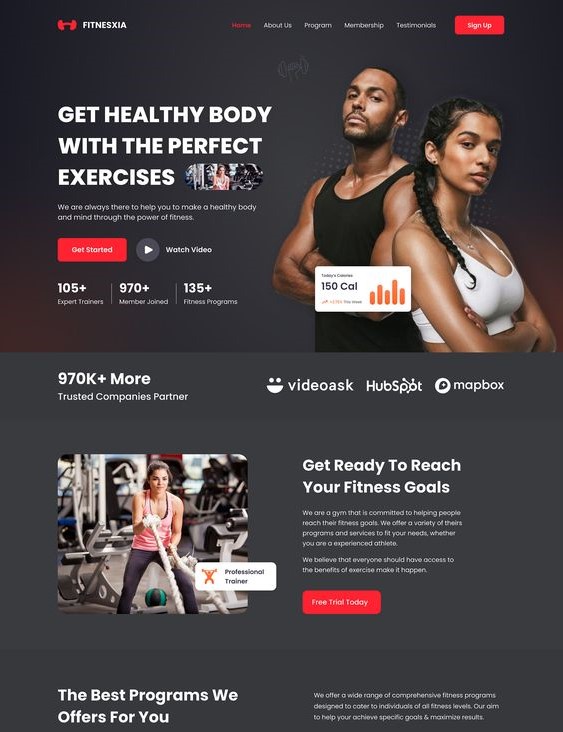 FITNESXIA
Home About Us Program Membership Testimonials Sign Up
GET HEALTHY BODY
WITH THE PERFECT
EXERCISES
We are always there to help you to make a healthy body
and mind through the power of fitness.
Get Started Watch Video
105+ 970+ 135+
Expert Trainers Member Joined Fitness Programs
Today's Calories
150 Cal
This Week
970K+ More
Trusted Companies Partner
videoask HubSpot mapbox
Professional
Trainer
Get Ready To Reach
Your Fitness Goals
We are a gym that is committed to helping people
reach their fitness goals. We offer a variety of theirs
programs and services to fit your needs, whether
you are a experienced athlete.
We believe that everyone should have access to
the benefits of exercise make it happen.
Free Trial Today
The Best Programs We
Offers For You
We offer a wide range of comprehensive fitness programs
designed to cater to individuals of all fitness levels. Our aim
to help your achieve specific goals & maximize results.